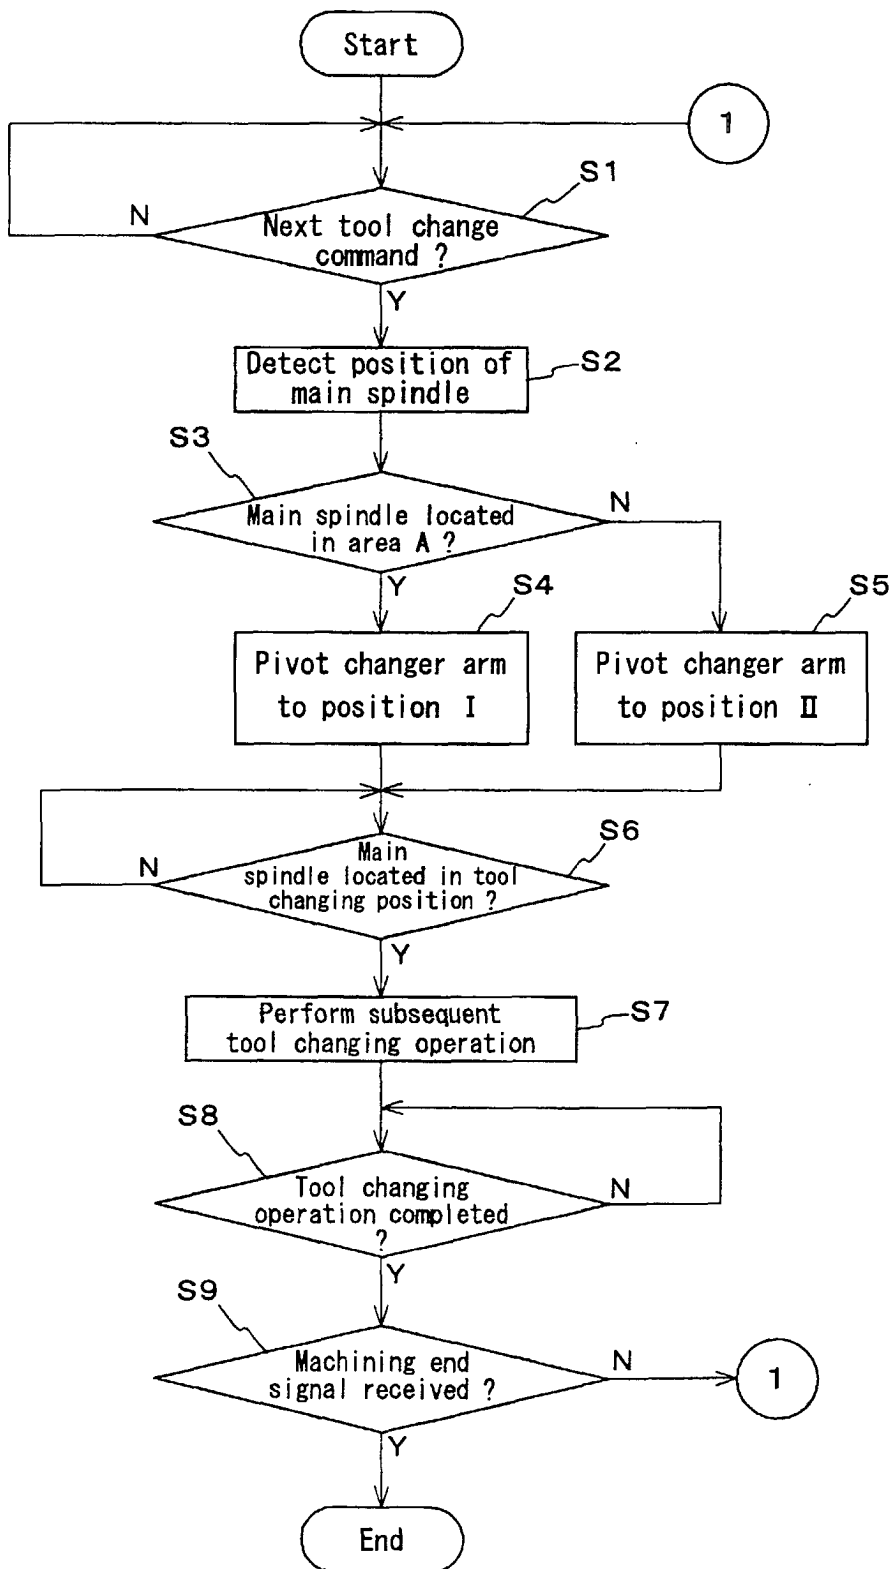 Start
1
S1
N
Next tool change
command ?
Y
Detect position of
main spindle
S2
S3
N
Main spindle located
in area A ?
Y
S4
S5
Pivot changer arm
to position I
Pivot changer arm
to position II
S6
N
Main
spindle located in tool
changing position ?
Y
Perform subsequent
tool changing operation
S7
S8
Tool changing
operation completed
?
N
Y
S9
Machining end
signal received ?
N
1
Y
End